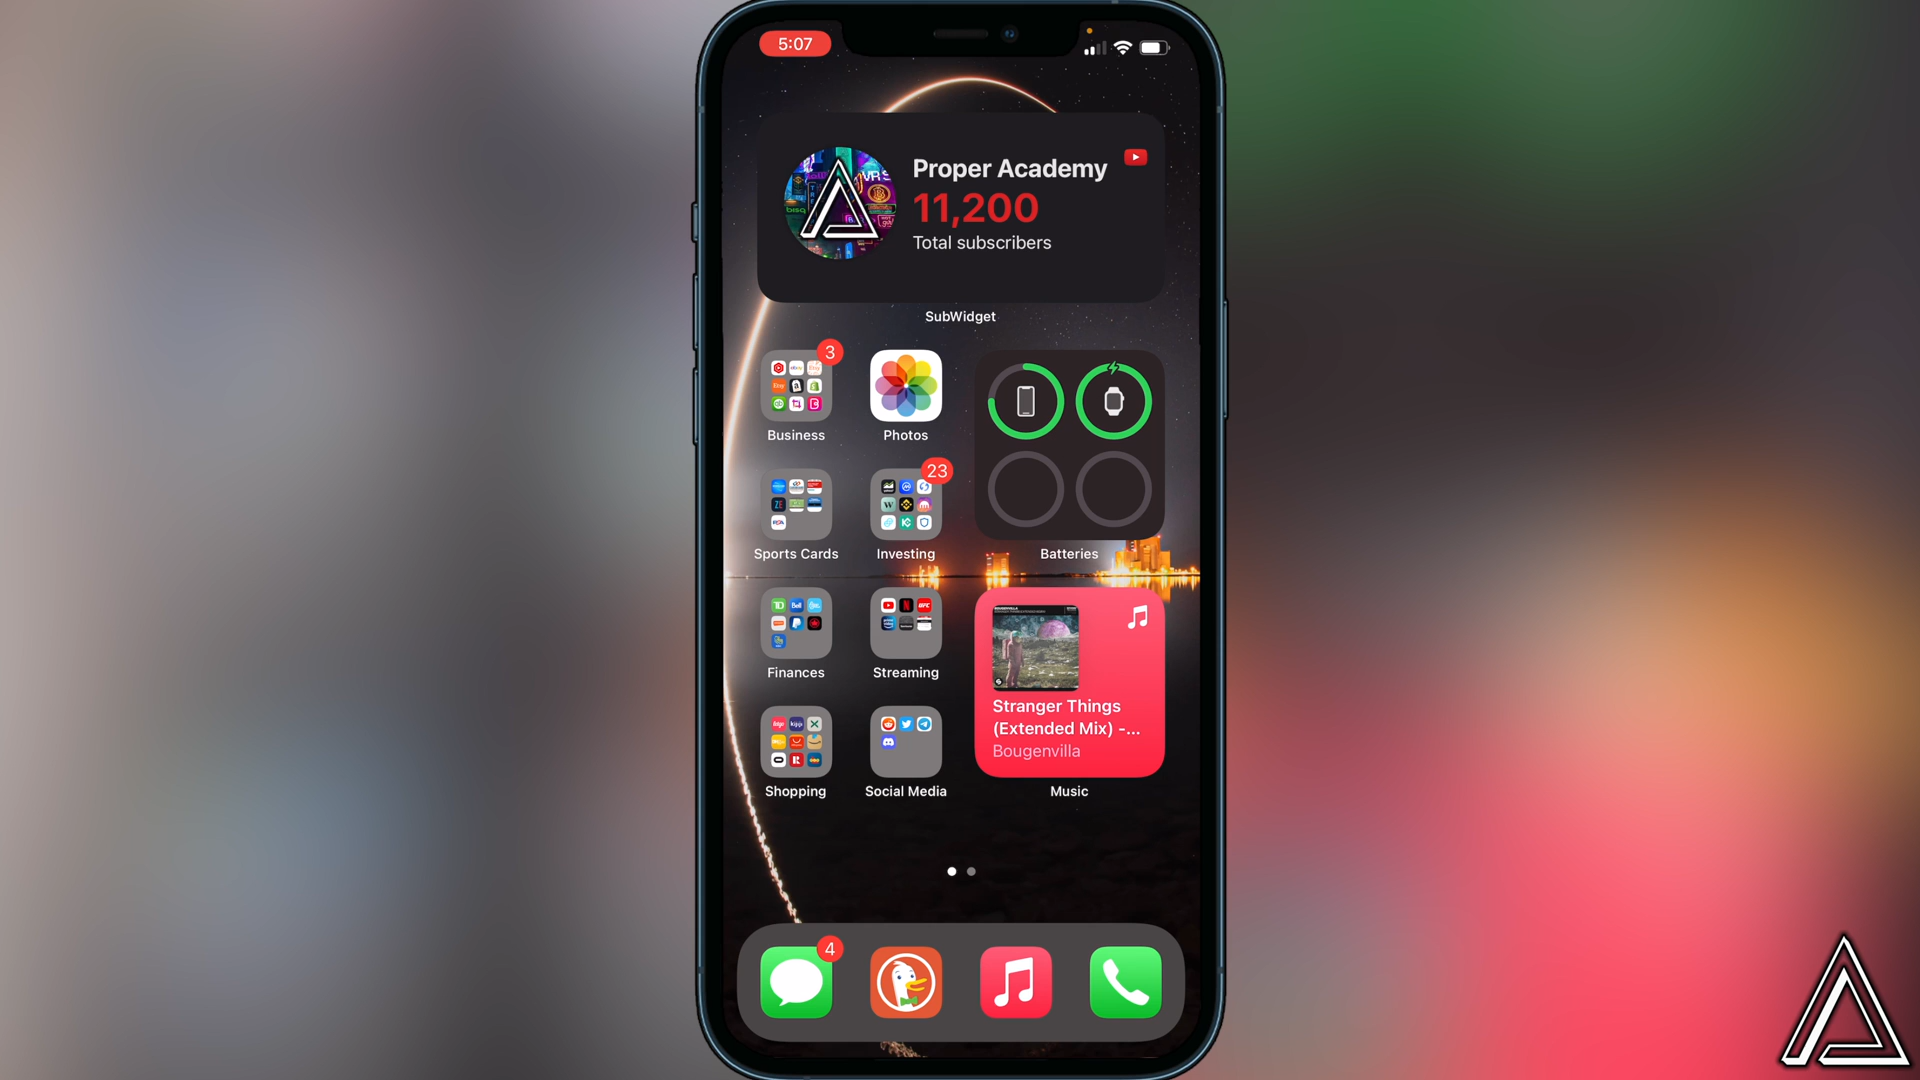 5:07
Proper Academy
11,200
Total subscribers
SubWidget
3
Business
Photos
23
Sports Cards
Investing
Batteries
Finances
Streaming
Stranger Things
(Extended Mix) -...
Bougenvilla
Shopping
Social Media
Music
4